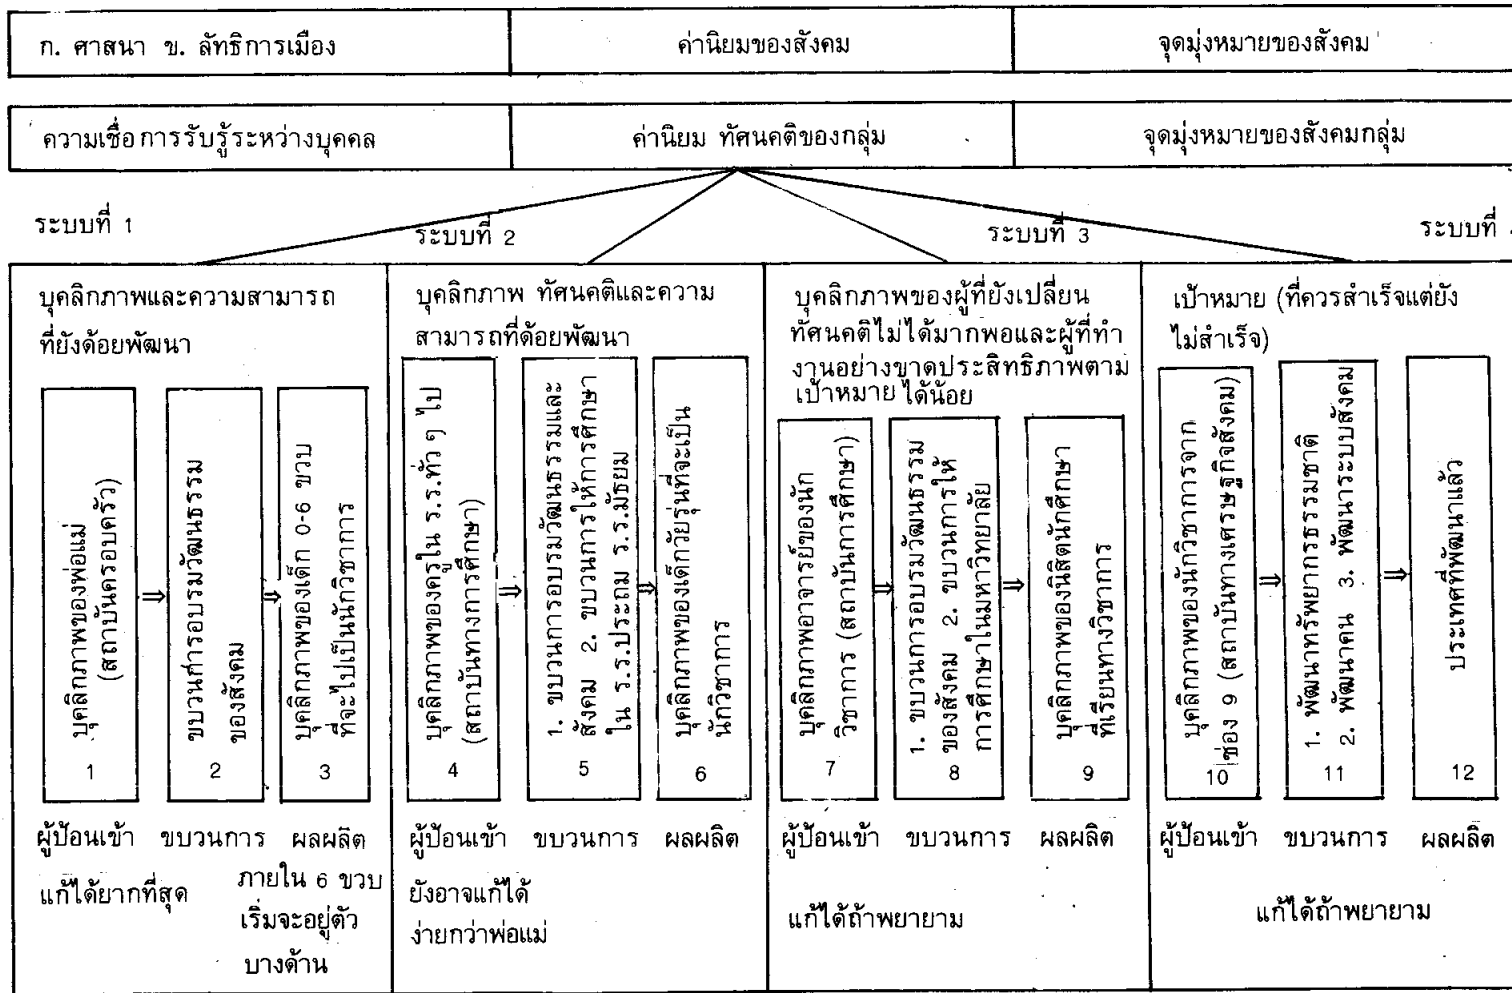 ก. ศาสนา ข. ลัทธิการเมือง
ค่านิยมของสังคม
จุดมุ่งหมายของสังคม
ความเชื่อการรับรู้ระหว่างบุคคล
ค่านิยม ทัศนคติของกลุ่ม
จุดมุ่งหมายของสังคมกลุ่ม
ระบบที่ 1
ระบบที่ 2
ระบบที่ 3
ระบบที่
บุคลิกภาพและความสามารถ
ที่ยังด้อยพัฒนา
บุคลิกภาพของพ่อแม่
(สถาบันครอบครัว)
1
⇒
ขบวนการอบรมวัฒนธรรม
ของสังคม
2
⇒
บุคลิกภาพของเด็ก 0-6 ขวบ
ที่จะไปเป็นนักวิชาการ
3
ผู้ป้อนเข้า ขบวนการ ผลผลิต
แก้ได้ยากที่สุด
ภายใน 6 ขวบ
เริ่มจะอยู่ตัว
บางด้าน
บุคลิกภาพ ทัศนคติและความ
สามารถที่ด้อยพัฒนา
บุคลิกภาพของครูใน ร.ร.ทั่ว ๆ ไป
(สถาบันทางการศึกษา)
4
⇒
1. ขบวนการอบรมวัฒนธรรมและ
สังคม 2. ขบวนการให้การศึกษา
ใน ร.ร.ประถม ร.ร.มัธยม
5
⇒
บุคลิกภาพของเด็กวัยรุ่นที่จะเป็น
นักวิชาการ
6
ผู้ป้อนเข้า ขบวนการ ผลผลิต
ยังอาจแก้ได้
ง่ายกว่าพ่อแม่
บุคลิกภาพของผู้ที่ยังเปลี่ยน
ทัศนคติไม่ได้มากพอและผู้ที่ทำ
งานอย่างขาดประสิทธิภาพตาม
เป้าหมาย ได้น้อย
บุคลิกภาพอาจารย์ของนัก
วิชาการ (สถาบันการศึกษา)
7
⇒
1. ขบวนการอบรมวัฒนธรรม
ของสังคม 2. ขบวนการให้
การศึกษาในมหาวิทยาลัย
8
⇒
บุคลิกภาพของนิสิตนักศึกษา
ที่เรียนทางวิชาการ
9
ผู้ป้อนเข้า ขบวนการ ผลผลิต
แก้ได้ถ้าพยายาม
เป้าหมาย (ที่ควรสำเร็จแต่ยัง
ไม่สำเร็จ)
บุคลิกภาพของนักวิชาการจาก
ช่อง 9 (สถาบันทางเศรษฐกิจสังคม)
10
⇒
1. พัฒนาทรัพยากรธรรมชาติ
2. พัฒนาคน 3. พัฒนาระบบสังคม
11
⇒
ประเทศที่พัฒนาแล้ว
12
ผู้ป้อนเข้า ขบวนการ ผลผลิต
แก้ได้ถ้าพยายาม